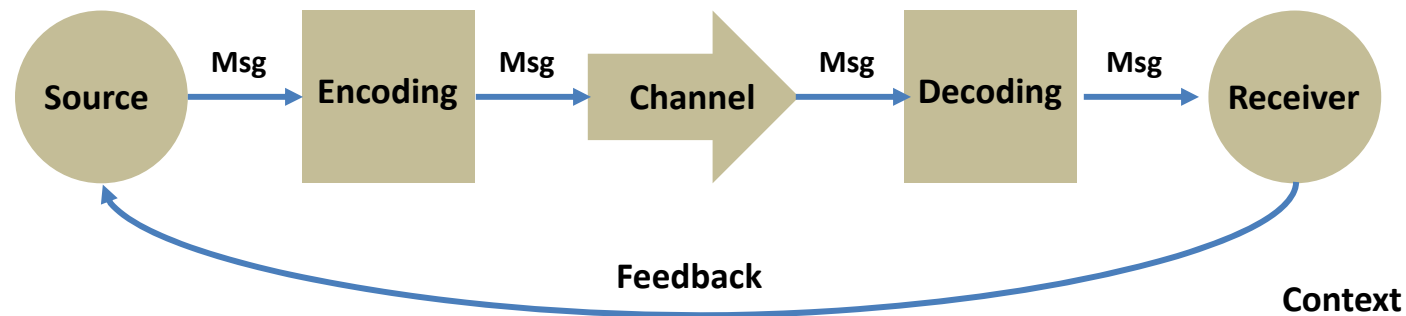 Msg Msg Msg Msg
Source Encoding Channel Decoding Receiver
Feedback
Context